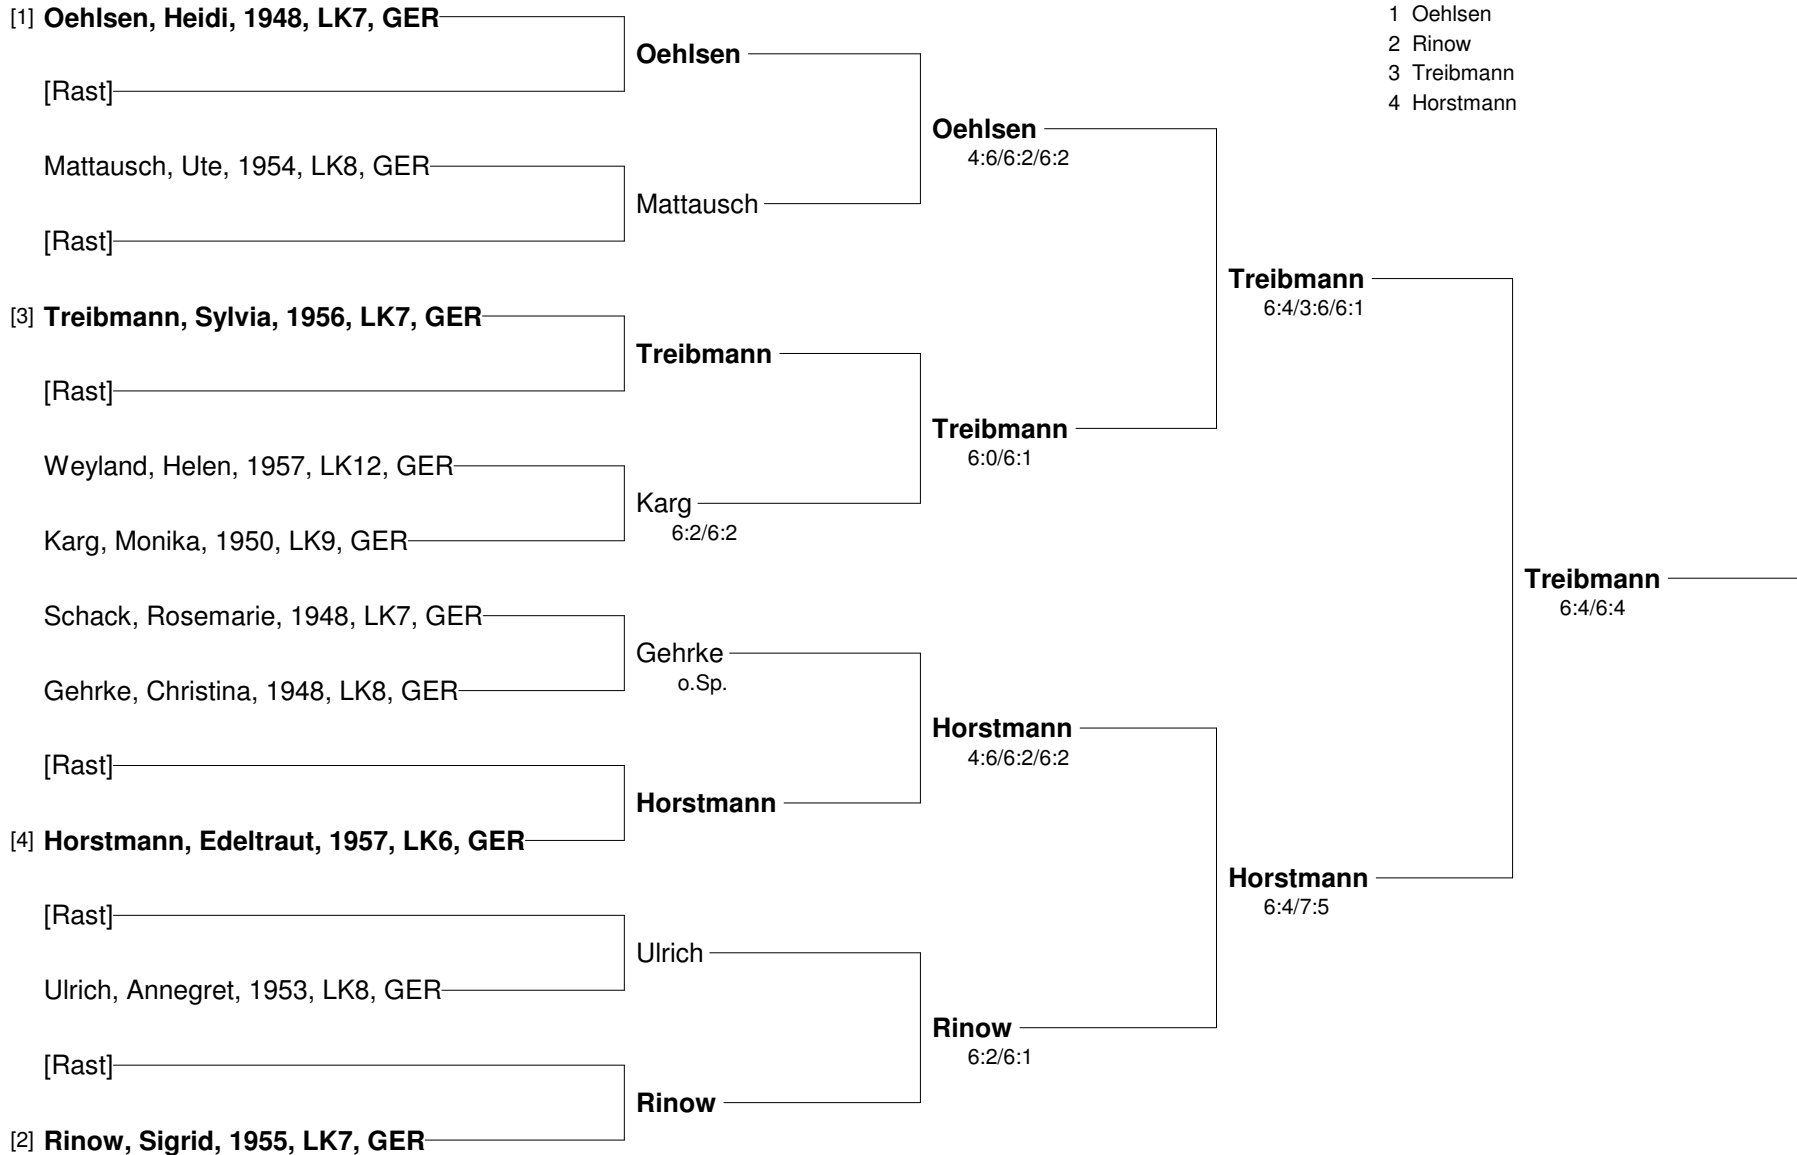 [1] Oehlsen, Heidi, 1948, LK7, GER
[Rast]
Mattausch, Ute, 1954, LK8, GER
[Rast]
[3] Treibmann, Sylvia, 1956, LK7, GER
[Rast]
Weyland, Helen, 1957, LK12, GER
Karg, Monika, 1950, LK9, GER
Schack, Rosemarie, 1948, LK7, GER
Gehrke, Christina, 1948, LK8, GER
[Rast]
[4] Horstmann, Edeltraut, 1957, LK6, GER
[Rast]
Ulrich, Annegret, 1953, LK8, GER
[Rast]
[2] Rinow, Sigrid, 1955, LK7, GER
Oehlsen
Mattausch
Treibmann
Karg
6:2/6:2
Gehrke
o.Sp.
Horstmann
Ulrich
Rinow
Oehlsen
4:6/6:2/6:2
Treibmann
6:0/6:1
Horstmann
4:6/6:2/6:2
Rinow
6:2/6:1
Treibmann
6:4/3:6/6:1
Horstmann
6:4/7:5
Treibmann
6:4/6:4
1 Oehlsen
2 Rinow
3 Treibmann
4 Horstmann